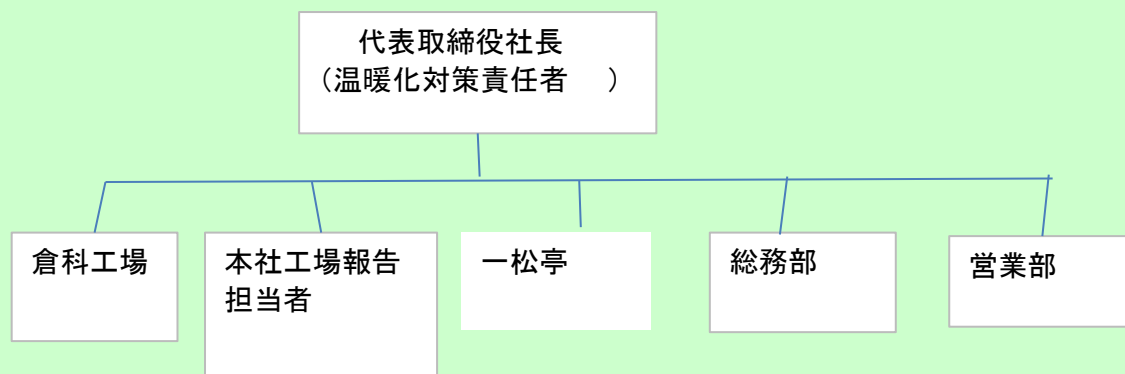 代表取締役社長
（温暖化対策責任者　）
倉科工場
本社工場報告
担当者
一松亭
総務部
営業部